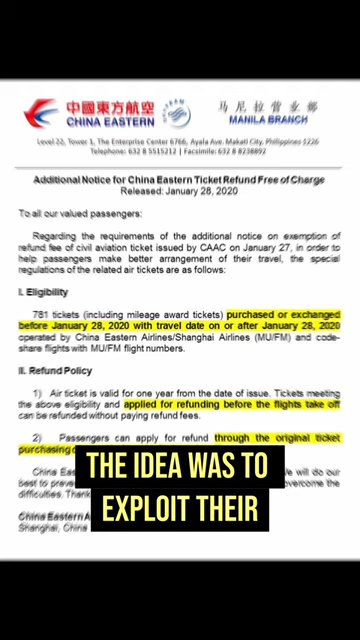 中國東方航空
CHINA EASTERN
马尼拉营业部
MANILA BRANCH
Level 22, Tower 1, The Enterprise Center 6766, Ayala Ave. Makati City, Philippines 1226
Telephone: 632 8 5515212 | Facsimile: 632 8 8238892
Additional Notice for China Eastern Ticket Refund Free of Charge
Released: January 28, 2020
To all our valued passengers:
Regarding the requirements of the additional notice on exemption of
refund fee of civil aviation ticket issued by CAAC on January 27, in order to
help passengers make better arrangement of their travel, the special
regulations of the related air tickets are as follows:
I. Eligibility
781 tickets (including mileage award tickets) purchased or exchanged
before January 28, 2020 with travel date on or after January 28, 2020
operated by China Eastern Airlines/Shanghai Airlines (MU/FM) and code-
share flights with MU/FM flight numbers.
II. Refund Policy
1) Air ticket is valid for one year from the date of issue. Tickets meeting
the above eligibility and applied for refunding before the flights take off
can be refunded without paying refund fees.
2) Passengers can apply for refund through the original ticket
purchasing
China We will do our
best to overcome the
difficulties.
China Eastern
Shanghai, China
THE IDEA WAS TO
EXPLOIT THEIR